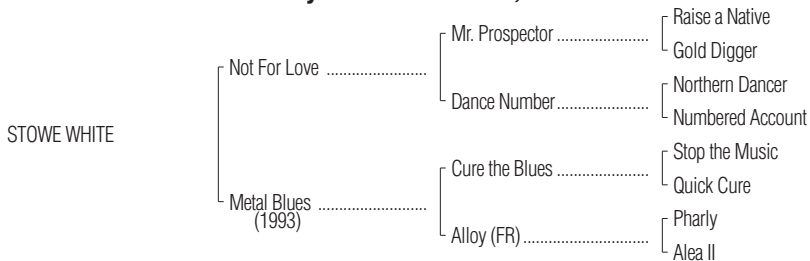 Raise a Native
Mr. Prospector ......................
Gold Digger
Not For Love ........................
Northern Dancer
Dance Number......................
Numbered Account
STOWE WHITE
Stop the Music
Cure the Blues ......................
Quick Cure
Metal Blues ..........................
(1993)
Pharly
Alloy (FR)..............................
Alea II